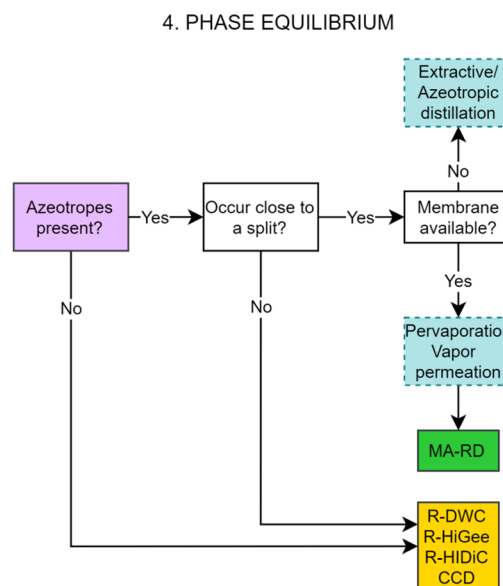 4. PHASE EQUILIBRIUM
Extractive/
Azeotropic
distillation
No
Azeotropes
present?
Yes
Occur close to
a split?
Yes
Membrane
available?
No
No
Yes
Pervaporatio
Vapor
permeation
MA-RD
R-DWC
R-HiGee
R-HIDiC
CCD